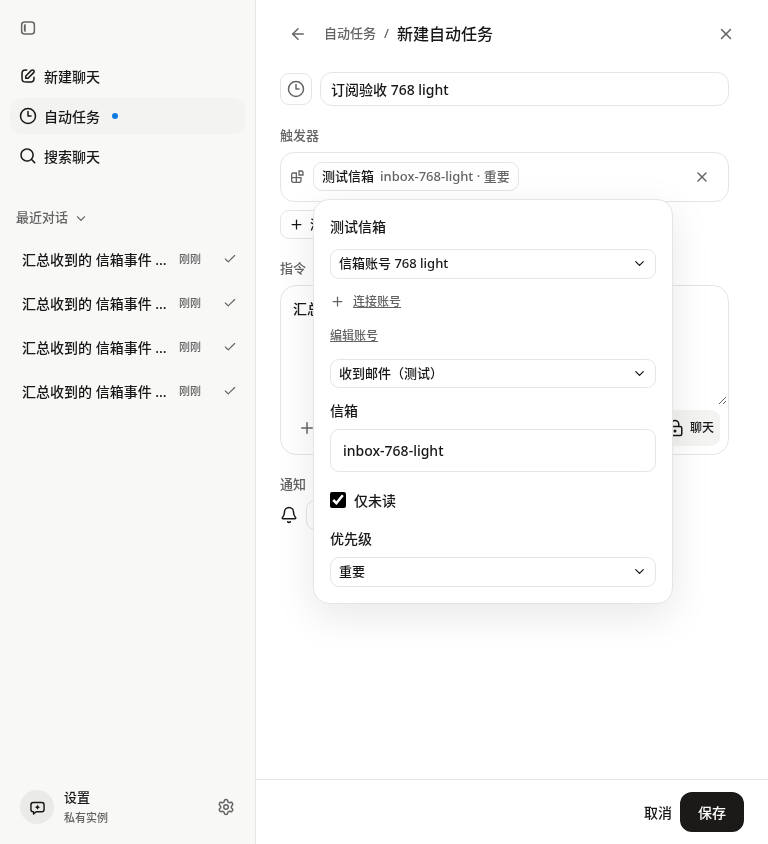 新建聊天
自动任务
搜索聊天
最近对话
汇总收到的 信箱事件 ... 刚刚
汇总收到的 信箱事件 ... 刚刚
汇总收到的 信箱事件 ... 刚刚
汇总收到的 信箱事件 ... 刚刚
设置
私有实例
自动任务 / 新建自动任务
订阅验收 768 light
触发器
测试信箱 inbox-768-light · 重要
指令
汇总
聊天
通知
测试信箱
信箱账号 768 light
连接账号
编辑账号
收到邮件（测试）
信箱
inbox-768-light
仅未读
优先级
重要
取消
保存